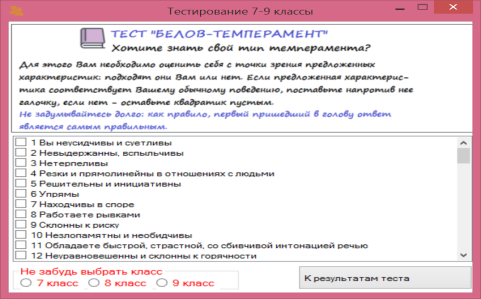 Тестирование 7-9 классы
ТЕСТ "БЕЛОВ-ТЕМПЕРАМЕНТ"
Хотите знать свой тип темперамента?
Для этого Вам необходимо оценить себя с точки зрения предложенных
характеристик: подходят они Вам или нет. Если предложенная характерис-
тика соответствует Вашему обычному поведению, поставьте напротив нее
галочку, если нет - оставьте квадратик пустым.
Не задумывайтесь долго: как правило, первый пришедший в голову ответ
является самым правильным.
1 Вы неусидчивы и суетливы
2 Невыдержанны, вспыльчивы
3 Нетерпеливы
4 Резки и прямолинейны в отношениях с людьми
5 Решительны и инициативны
6 Упрямы
7 Находчивы в споре
8 Работаете рывками
9 Склонны к риску
10 Незлопамятны и необидчивы
11 Обладаете быстрой, страстной, со сбивчивой интонацией речью
12 Неуравновешенны и склонны к горячности
Не забудь выбрать класс
7 класс 8 класс 9 класс
К результатам теста